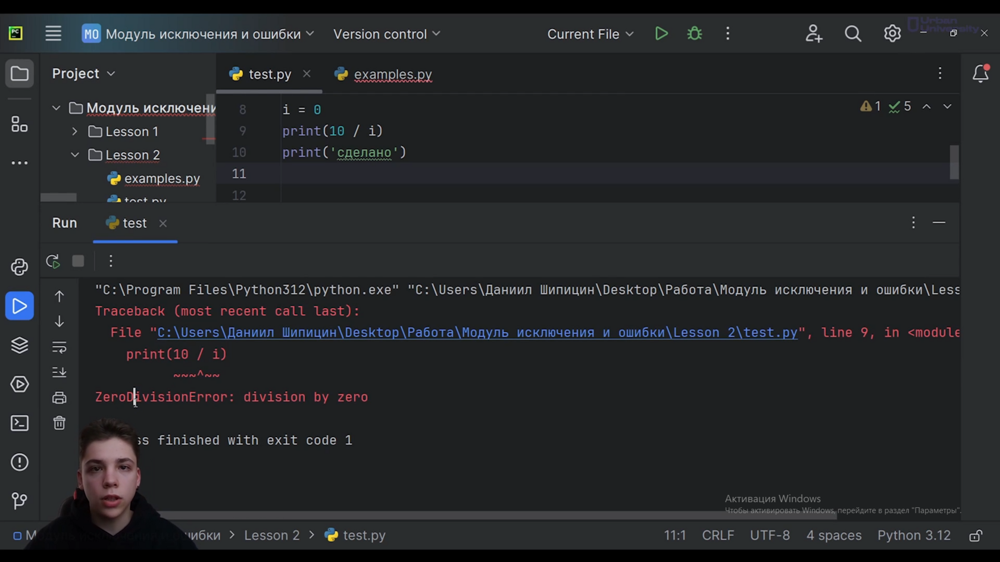 Urban University
PC
MO Модуль исключения и ошибки
Version control
Current File
Project
test.py
examples.py
Модуль исключени
Lesson 1
Lesson 2
examples.py
test.py
1
5
8 i = 0
9 print(10 / i)
10 print('сделано')
11
12
Run
test
"C:\Program Files\Python312\python.exe" "C:\Users\Даниил Шипицин\Desktop\Работа\Модуль исключения и ошибки\Less
Traceback (most recent call last):
File "C:\Users\Даниил Шипицин\Desktop\Работа\Модуль исключения и ошибки\Lesson 2\test.py", line 9, in <module
print(10 / i)
~~~^~~
ZeroDivisionError: division by zero
ss finished with exit code 1
Активация Windows
Чтобы активировать Windows, перейдите в раздел "Параметры".
шибки > Lesson 2 > test.py
11:1 CRLF UTF-8 4 spaces Python 3.12